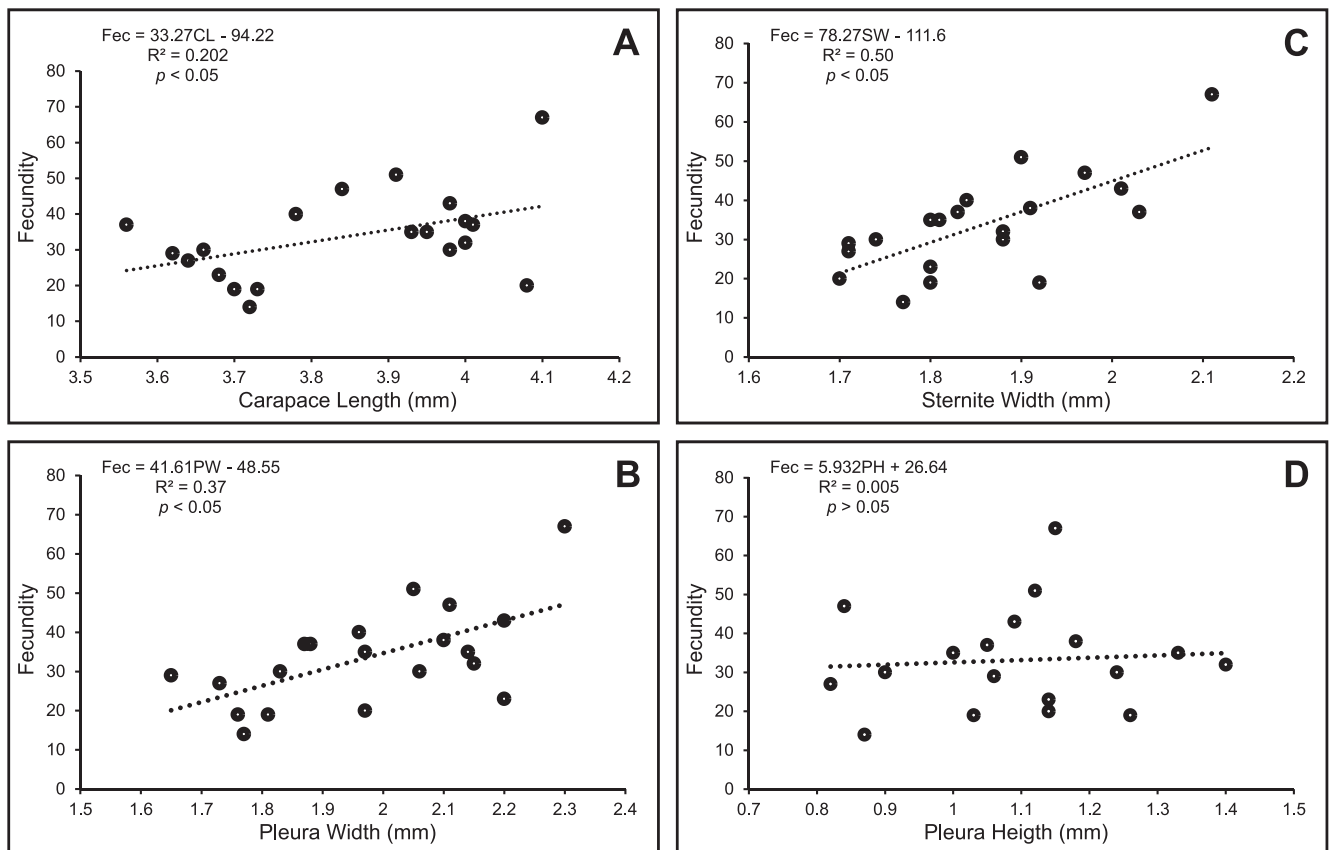 Fec = 33.27CL - 94.22
R² = 0.202
p < 0.05
A
80
70
60
50
40
30
20
10
0
Fecundity
3.5 3.6 3.7 3.8 3.9 4 4.1 4.2
Carapace Length (mm)
Fec = 78.27SW - 111.6
R² = 0.50
p < 0.05
C
80
70
60
50
40
30
20
10
0
Fecundity
1.6 1.7 1.8 1.9 2 2.1 2.2
Sternite Width (mm)
Fec = 41.61PW - 48.55
R² = 0.37
p < 0.05
B
80
70
60
50
40
30
20
10
0
Fecundity
1.5 1.6 1.7 1.8 1.9 2.0 2.1 2.2 2.3 2.4
Pleura Width (mm)
Fec = 5.932PH + 26.64
R² = 0.005
p > 0.05
D
80
70
60
50
40
30
20
10
0
Fecundity
0.7 0.8 0.9 1 1.1 1.2 1.3 1.4 1.5
Pleura Heigth (mm)